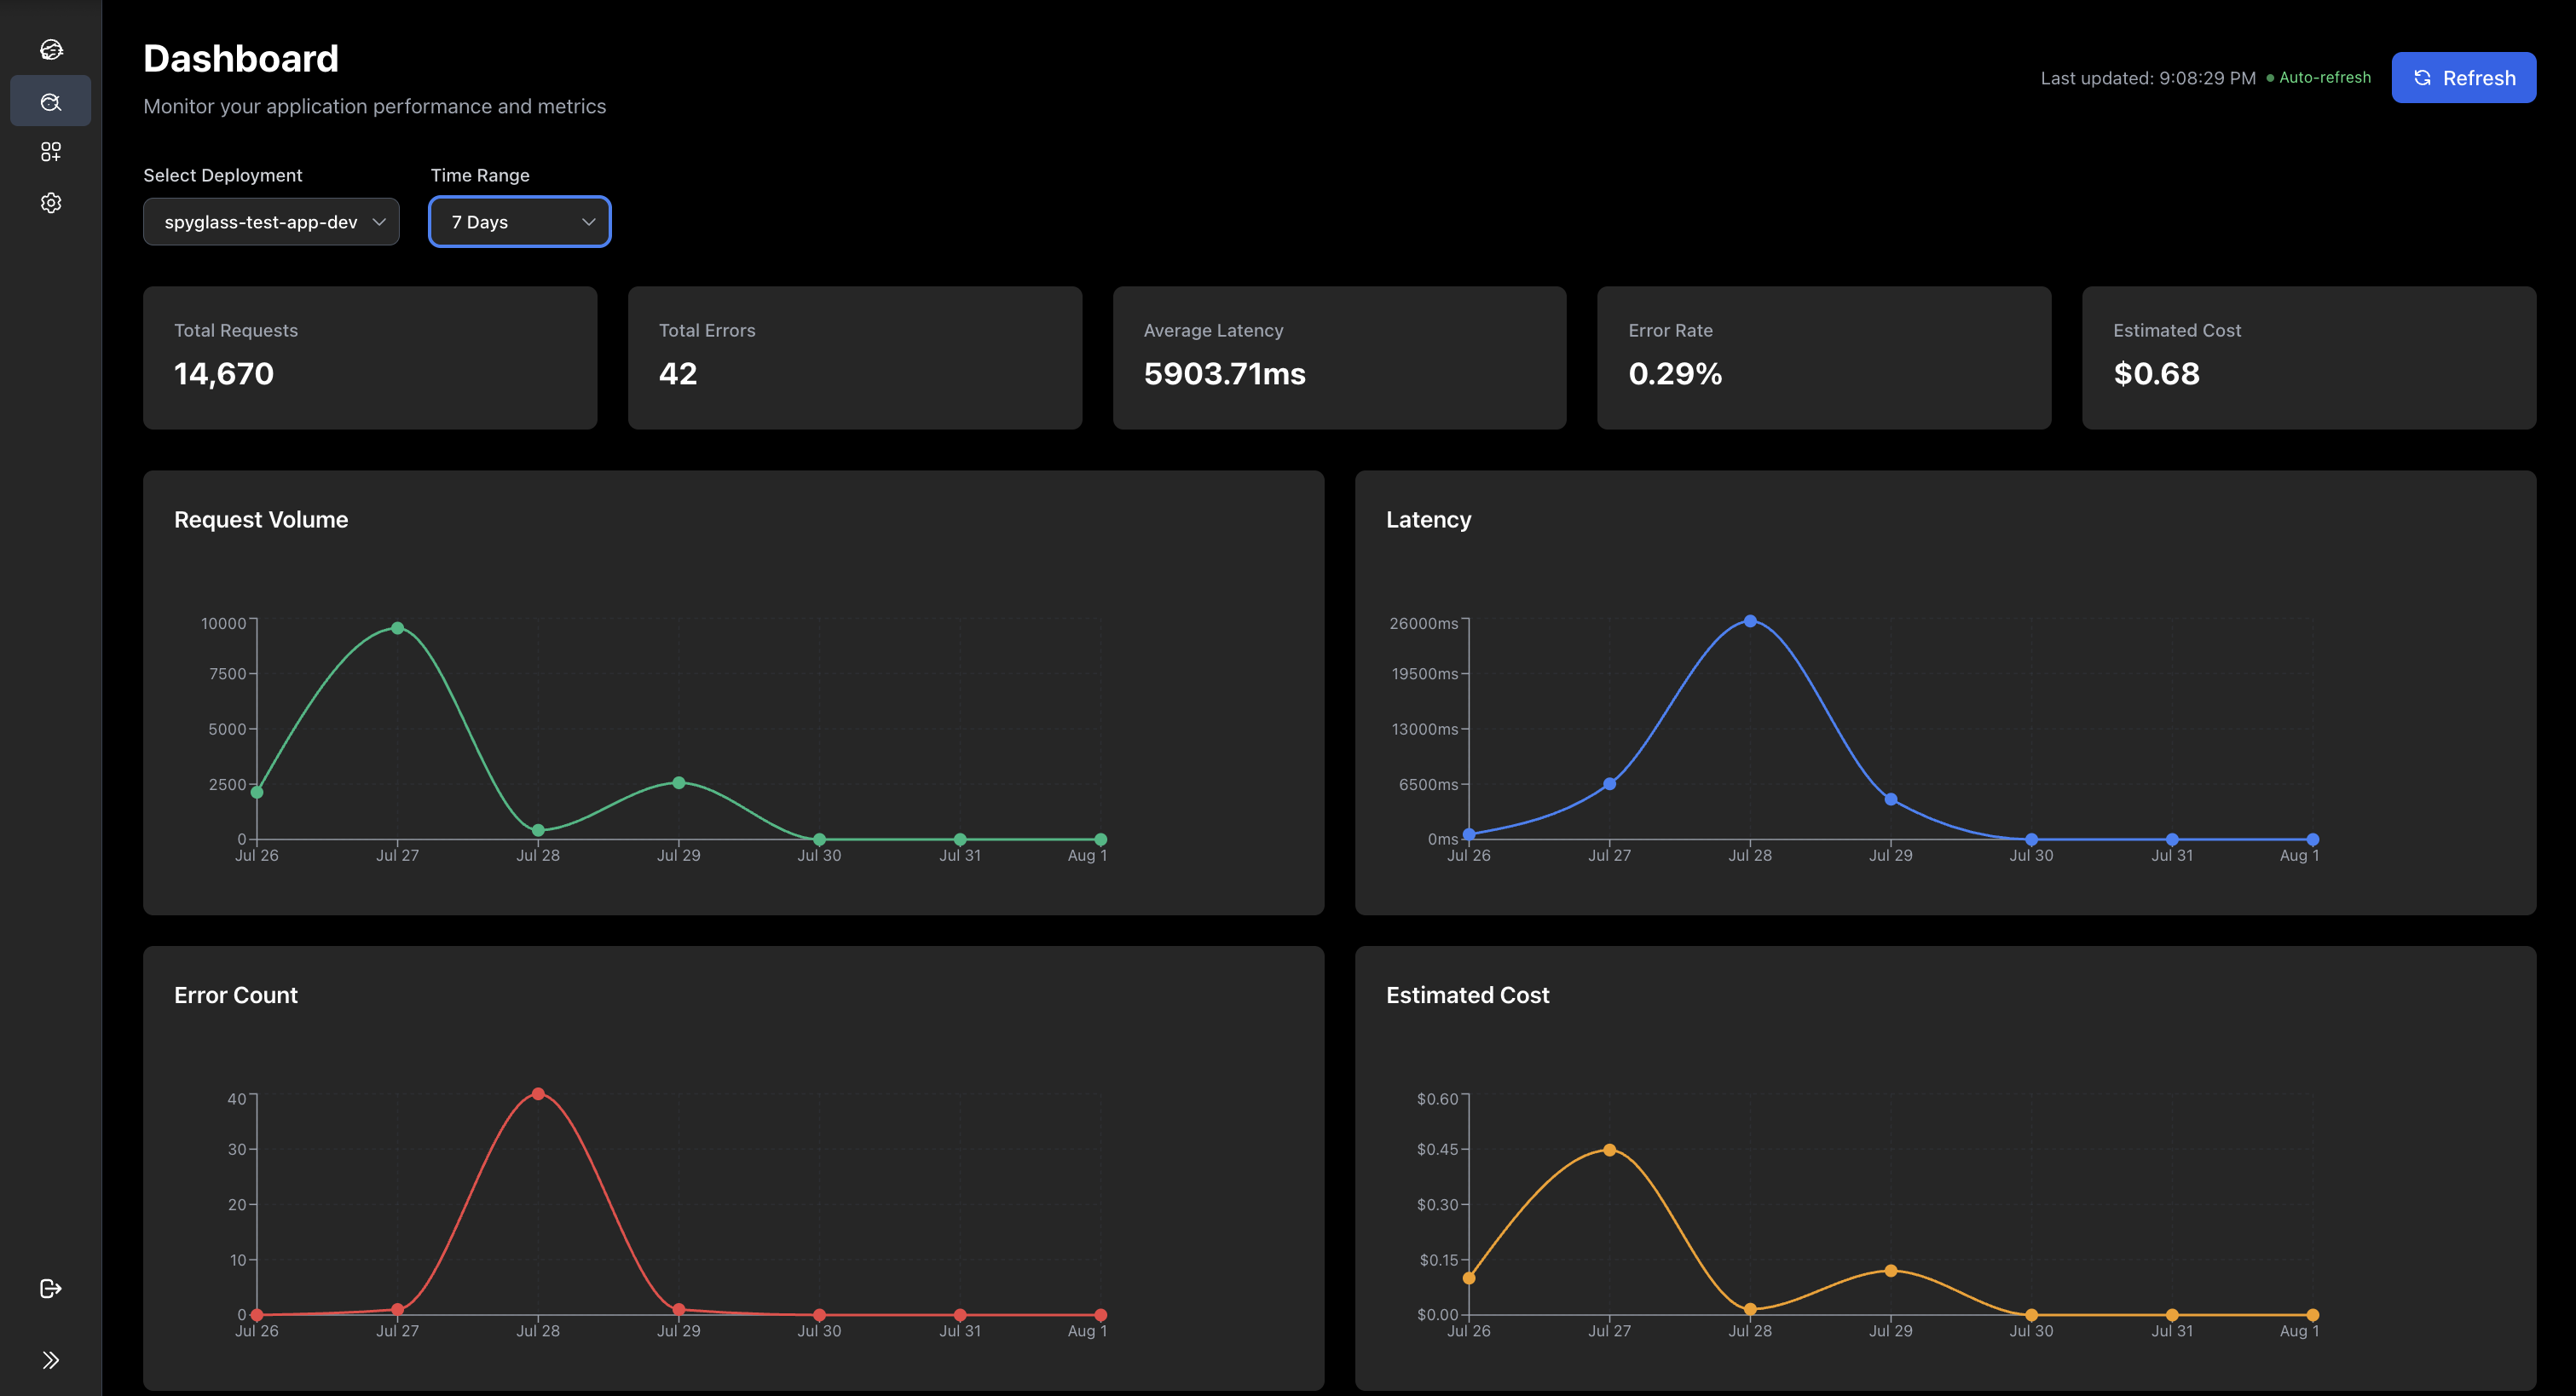 Dashboard
Monitor your application performance and metrics
Last updated: 9:08:29 PM
Auto-refresh
Refresh
Select Deployment
Time Range
spyglass-test-app-dev
7 Days
Total Requests
14,670
Total Errors
42
Average Latency
5903.71ms
Error Rate
0.29%
Estimated Cost
$0.68
Request Volume
10000
7500
5000
2500
0
Jul 26 Jul 27 Jul 28 Jul 29 Jul 30 Jul 31 Aug 1
Latency
26000ms
19500ms
13000ms
6500ms
0ms
Jul 26 Jul 27 Jul 28 Jul 29 Jul 30 Jul 31 Aug 1
Error Count
40
30
20
10
0
Jul 26 Jul 27 Jul 28 Jul 29 Jul 30 Jul 31 Aug 1
Estimated Cost
$0.60
$0.45
$0.30
$0.15
$0.00
Jul 26 Jul 27 Jul 28 Jul 29 Jul 30 Jul 31 Aug 1